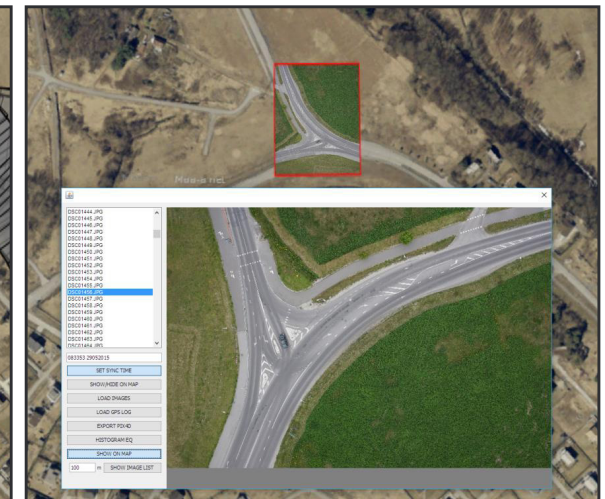 DSC01444.JPG
DSC01445.JPG
DSC01446.JPG
DSC01447.JPG
DSC01448.JPG
DSC01449.JPG
DSC01450.JPG
DSC01451.JPG
DSC01452.JPG
DSC01453.JPG
DSC01454.JPG
DSC01455.JPG
DSC01456.JPG
DSC01457.JPG
DSC01458.JPG
DSC01459.JPG
DSC01460.JPG
DSC01461.JPG
DSC01462.JPG
DSC01463.JPG
DSC01464.JPG
083353 29052015
SET SYNC TIME
SHOW/HIDE ON MAP
LOAD IMAGES
LOAD GPS LOG
EXPORT PIX4D
HISTOGRAM EQ
SHOW ON MAP
100 m SHOW IMAGE LIST